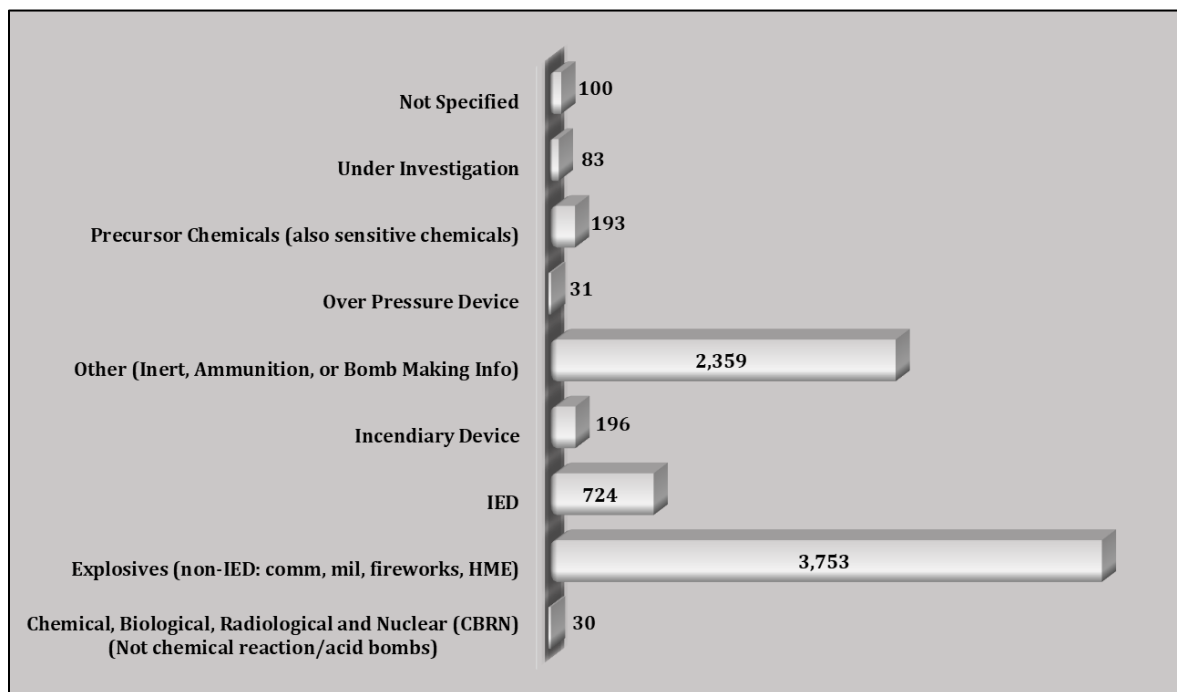 Not Specified 100
Under Investigation 83
Precursor Chemicals (also sensitive chemicals) 193
Over Pressure Device 31
Other (Inert, Ammunition, or Bomb Making Info) 2,359
Incendiary Device 196
IED 724
Explosives (non-IED: comm, mil, fireworks, HME) 3,753
Chemical, Biological, Radiological and Nuclear (CBRN) 30
(Not chemical reaction/acid bombs)